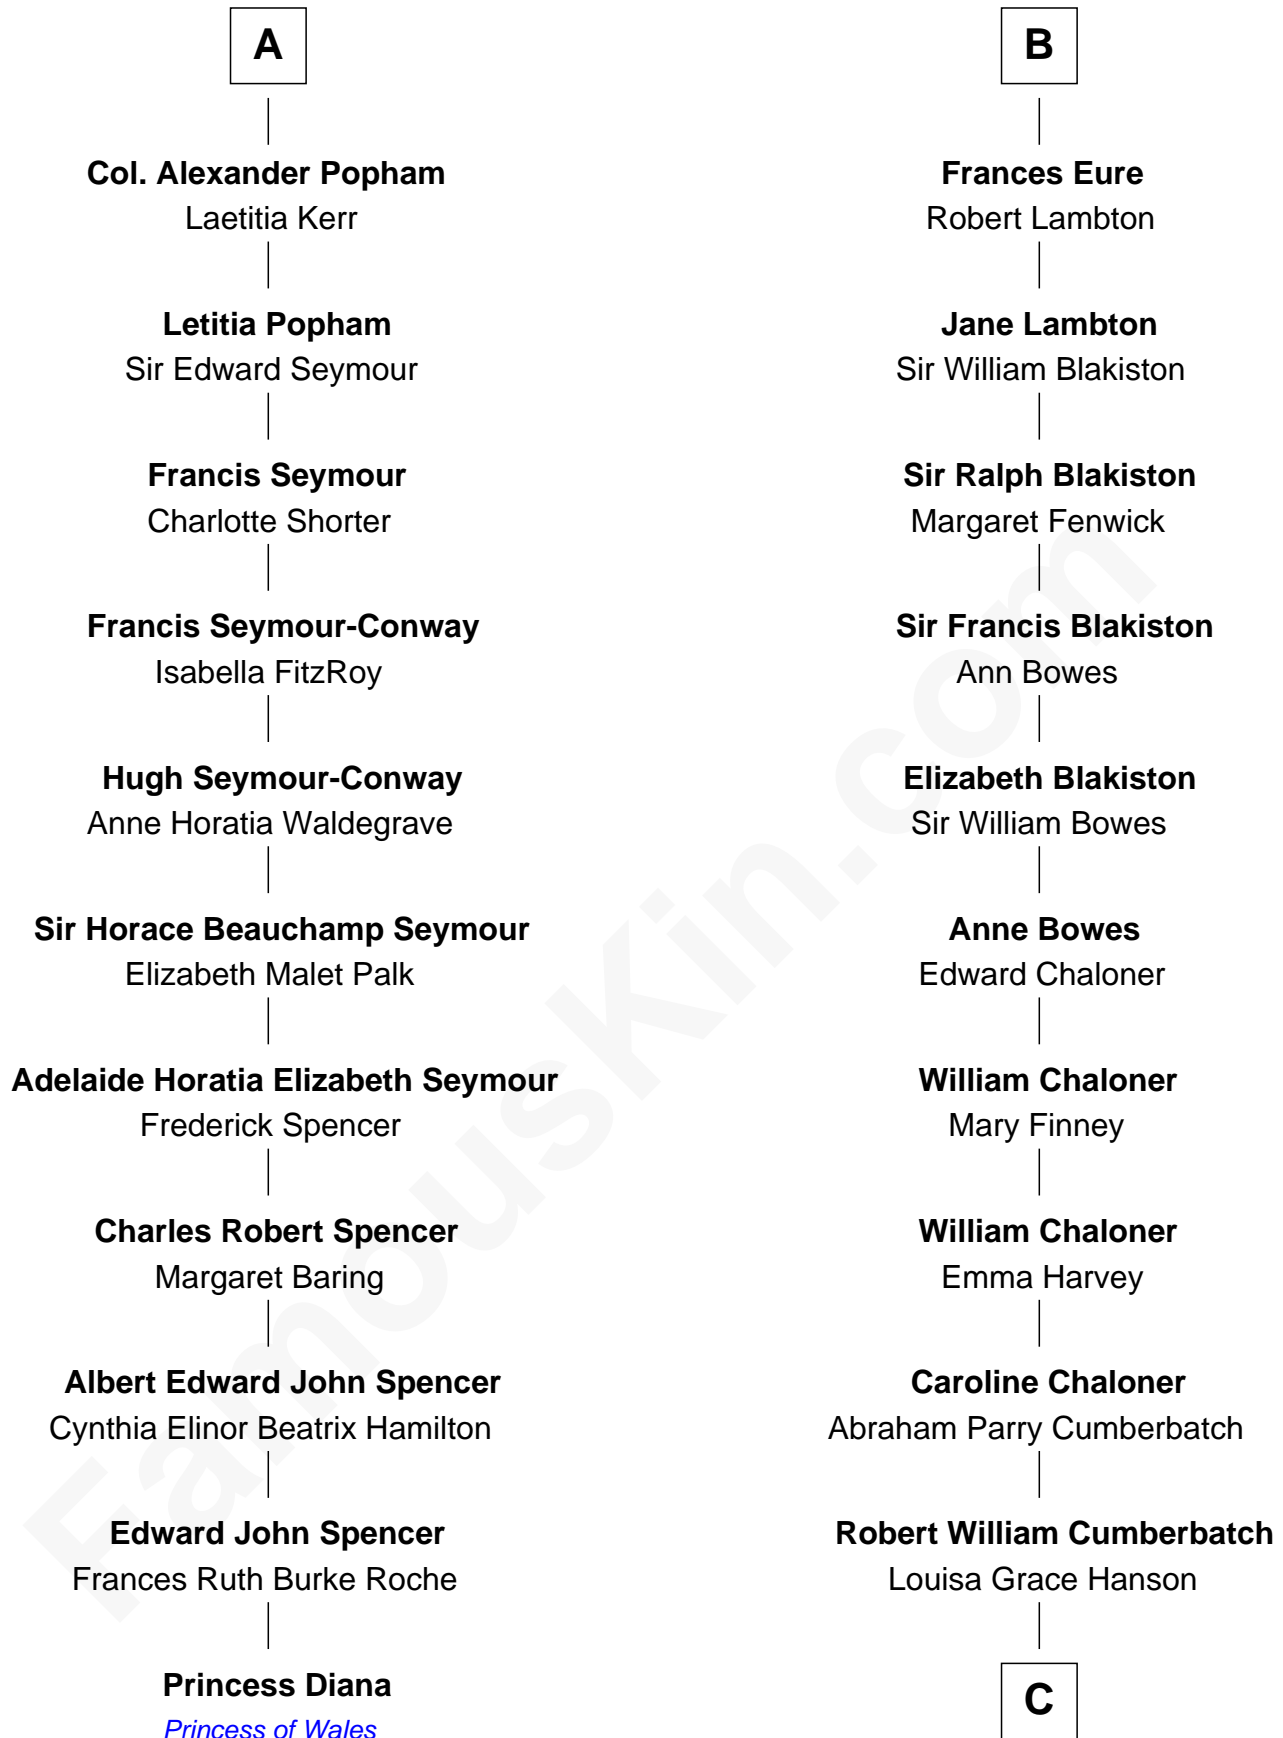 A
Col. Alexander Popham
Laetitia Kerr
Letitia Popham
Sir Edward Seymour
Francis Seymour
Charlotte Shorter
Francis Seymour-Conway
Isabella FitzRoy
Hugh Seymour-Conway
Anne Horatia Waldegrave
Sir Horace Beauchamp Seymour
Elizabeth Malet Palk
Adelaide Horatia Elizabeth Seymour
Frederick Spencer
Charles Robert Spencer
Margaret Baring
Albert Edward John Spencer
Cynthia Elinor Beatrix Hamilton
Edward John Spencer
Frances Ruth Burke Roche
Princess Diana
Princess of Wales
B
Frances Eure
Robert Lambton
Jane Lambton
Sir William Blakiston
Sir Ralph Blakiston
Margaret Fenwick
Sir Francis Blakiston
Ann Bowes
Elizabeth Blakiston
Sir William Bowes
Anne Bowes
Edward Chaloner
William Chaloner
Mary Finney
William Chaloner
Emma Harvey
Caroline Chaloner
Abraham Parry Cumberbatch
Robert William Cumberbatch
Louisa Grace Hanson
C
FamousKin.com